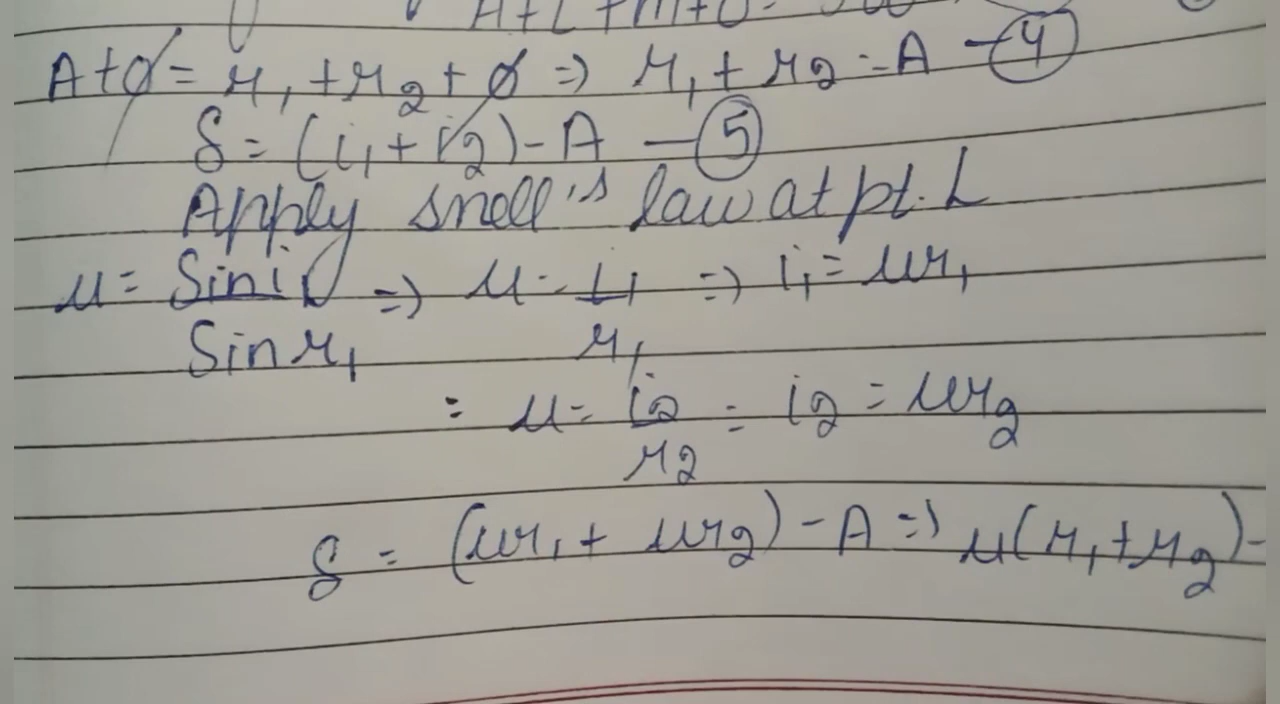 A+L+M+O=360
A+ϕ=r₁+r₂+ϕ ⇒ r₁+r₂=A —④
δ=(i₁+i₂)-A —⑤
Apply snell's law at pt. L
μ= Sin i₁ ⇒ μ= i₁ ⇒ i₁=μr₁
Sin r₁ r₁
= μ= i₂ = i₂=μr₂
r₂
δ = (μr₁+ μr₂)-A ⇒ μ(r₁+r₂)-